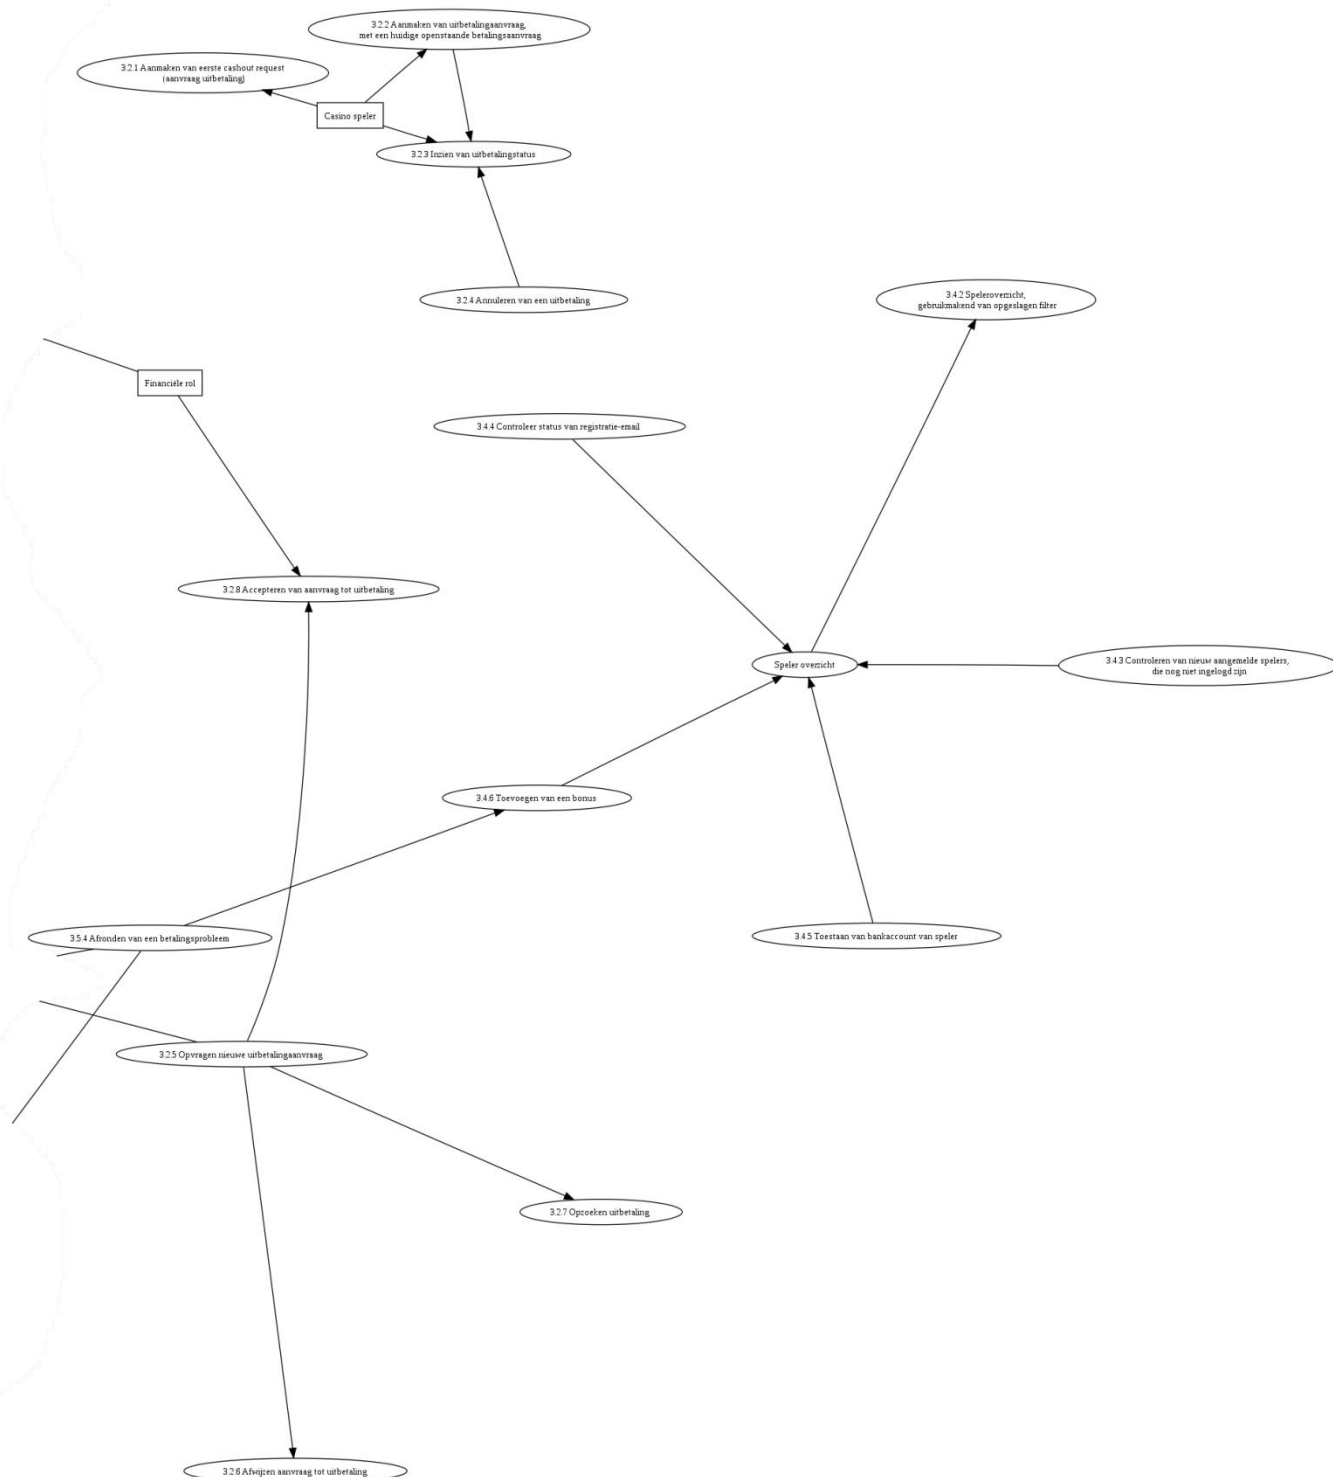 3.2.2 Aanmaken van uitbetalingaanvraag,
met een huidige openstaande betalingsaanvraag
3.2.1 Aanmaken van eerste cashout request
(aanvraag uitbetaling)
Casino speler
3.2.3 Inzien van uitbetalingstatus
3.2.4 Annuleren van een uitbetaling
3.4.2 Speleroverzicht,
gebruikmakend van opgeslagen filter
Financiële rol
3.4.4 Controleer status van registratie-email
3.2.8 Accepteren van aanvraag tot uitbetaling
Speler overzicht
3.4.3 Controleren van nieuw aangemelde spelers,
die nog niet ingelogd zijn
3.4.6 Toevoegen van een bonus
3.5.4 Afronden van een betalingsprobleem
3.4.5 Toestaan van bankaccount van speler
3.2.5 Opvragen nieuwe uitbetalingaanvraag
3.2.7 Opzoeken uitbetaling
3.2.6 Afwijzen aanvraag tot uitbetaling